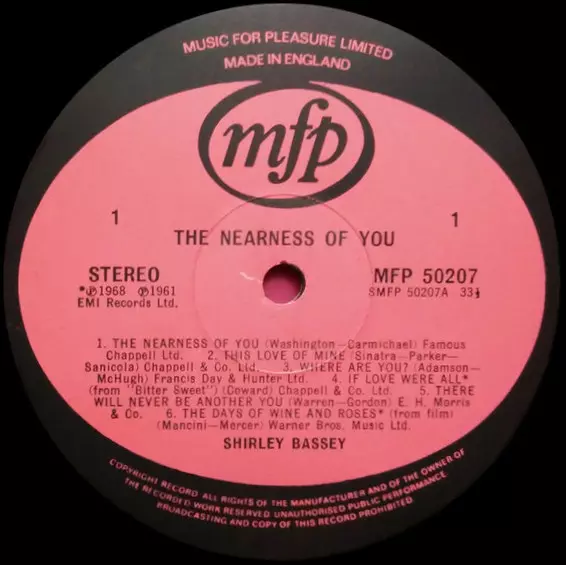 MUSIC FOR PLEASURE LIMITED
MADE IN ENGLAND
mfp
1 1
THE NEARNESS OF YOU
STEREO MFP 50207
*℗1968 ℗1961 SMFP 50207A 33⅓
EMI Records Ltd.
1. THE NEARNESS OF YOU (Washington—Carmichael) Famous
Chappell Ltd. 2. THIS LOVE OF MINE (Sinatra—Parker—
Sanicola) Chappell & Co. Ltd. 3. WHERE ARE YOU? (Adamson—
McHugh) Francis Day & Hunter Ltd. 4. IF LOVE WERE ALL*
(from "Bitter Sweet") (Coward) Chappell & Co. Ltd. 5. THERE
WILL NEVER BE ANOTHER YOU (Warren—Gordon) E. H. Morris
& Co. 6. THE DAYS OF WINE AND ROSES* (from film)
(Mancini—Mercer) Warner Bros. Music Ltd.
SHIRLEY BASSEY
COPYRIGHT RECORD ALL RIGHTS OF THE MANUFACTURER AND OF THE OWNER OF
THE RECORDED WORK RESERVED UNAUTHORISED PUBLIC PERFORMANCE
BROADCASTING AND COPY OF THIS RECORD PROHIBITED